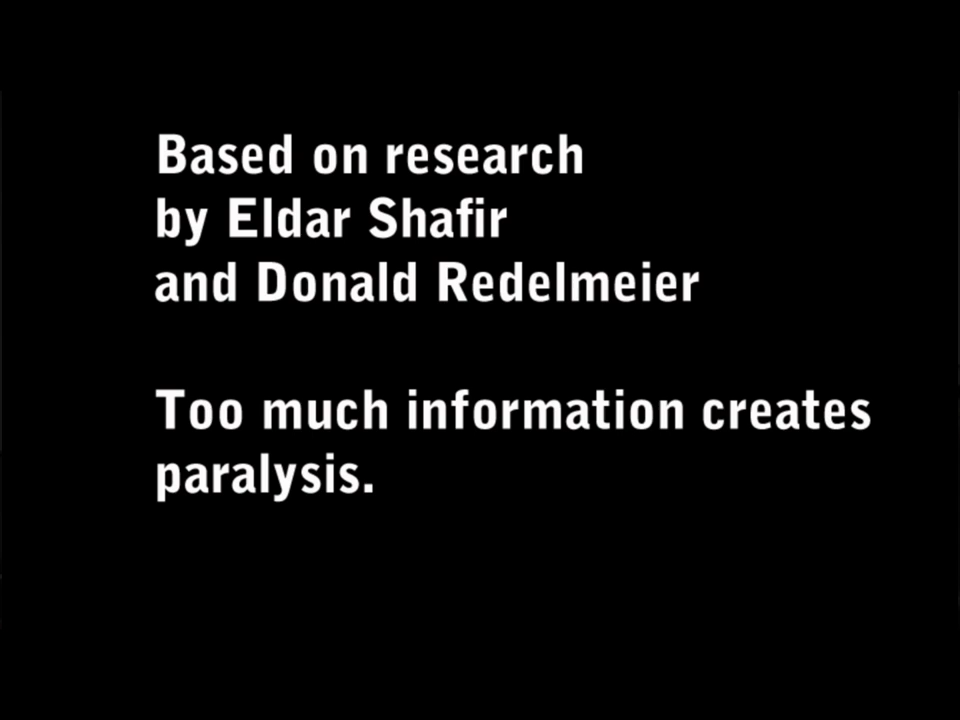 Based on research
by Eldar Shafir
and Donald Redelmeier
Too much information creates
paralysis.